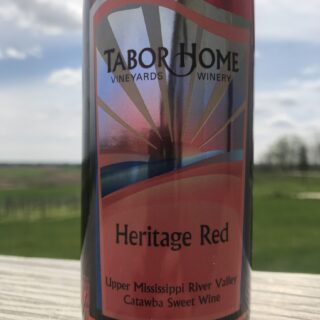 TABOR HOME
VINEYARDS WINERY
Heritage Red
Upper Mississippi River Valley
Catawba Sweet Wine